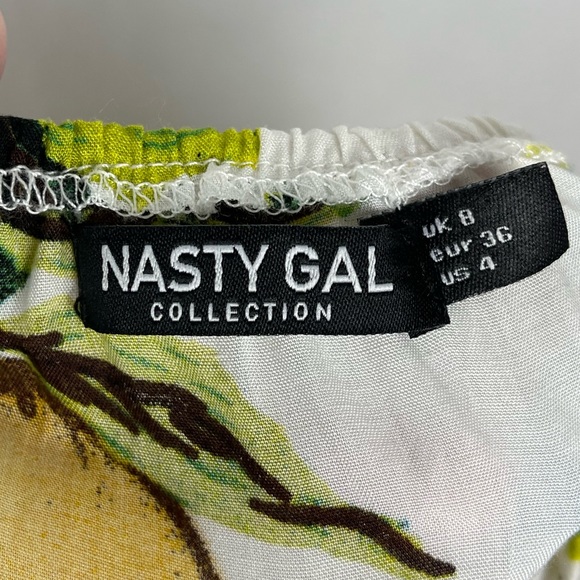 NASTY GAL
COLLECTION
UK 8
eur 36
US 4